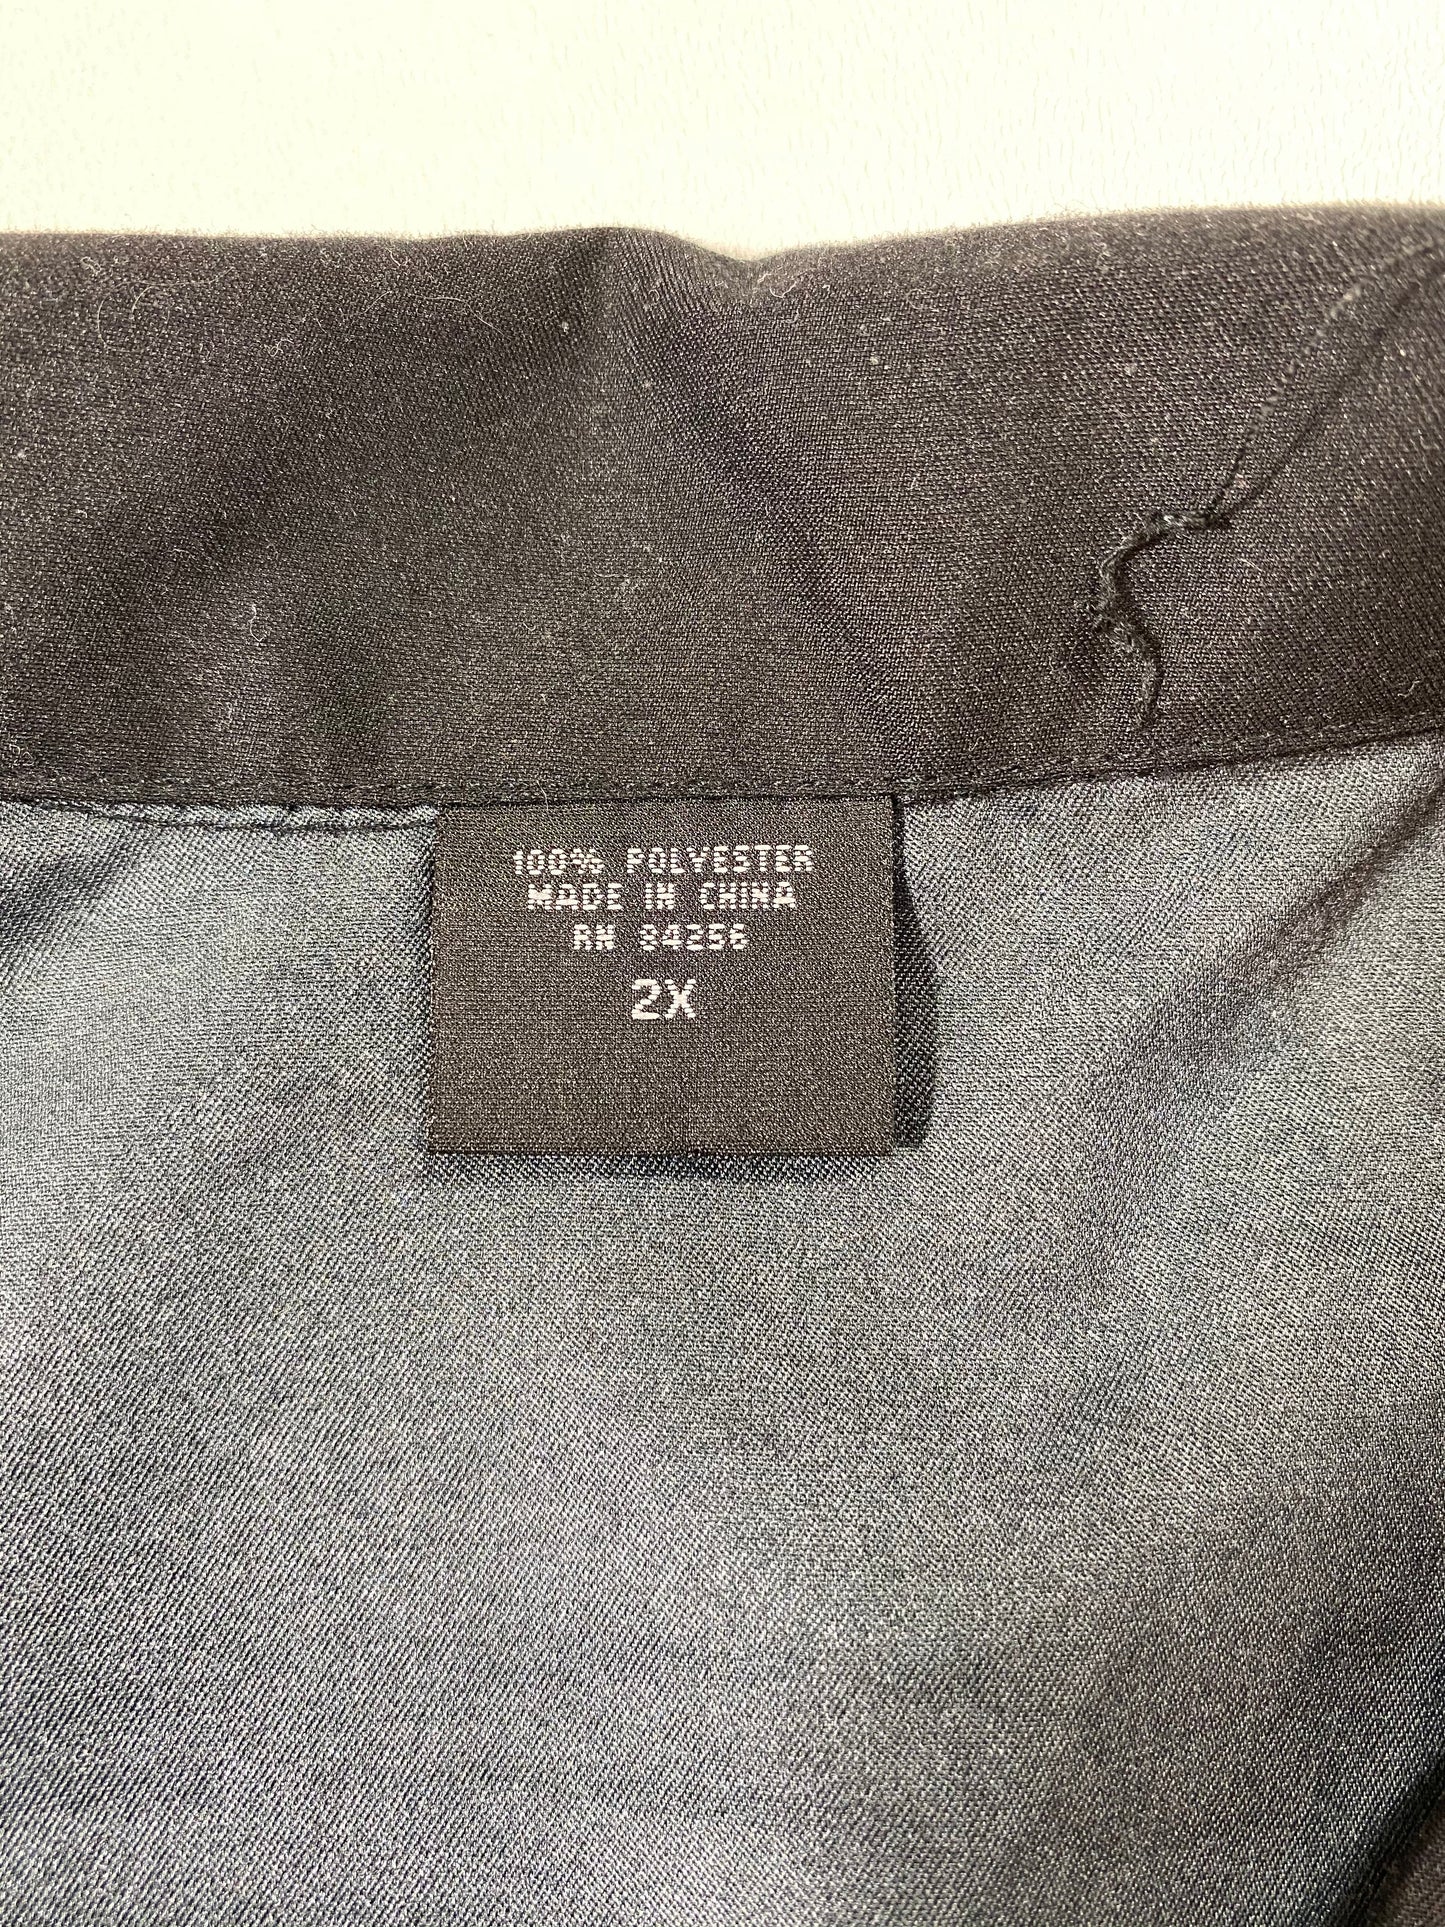 100% POLYESTER
MADE IN CHINA
RN 84256
2X